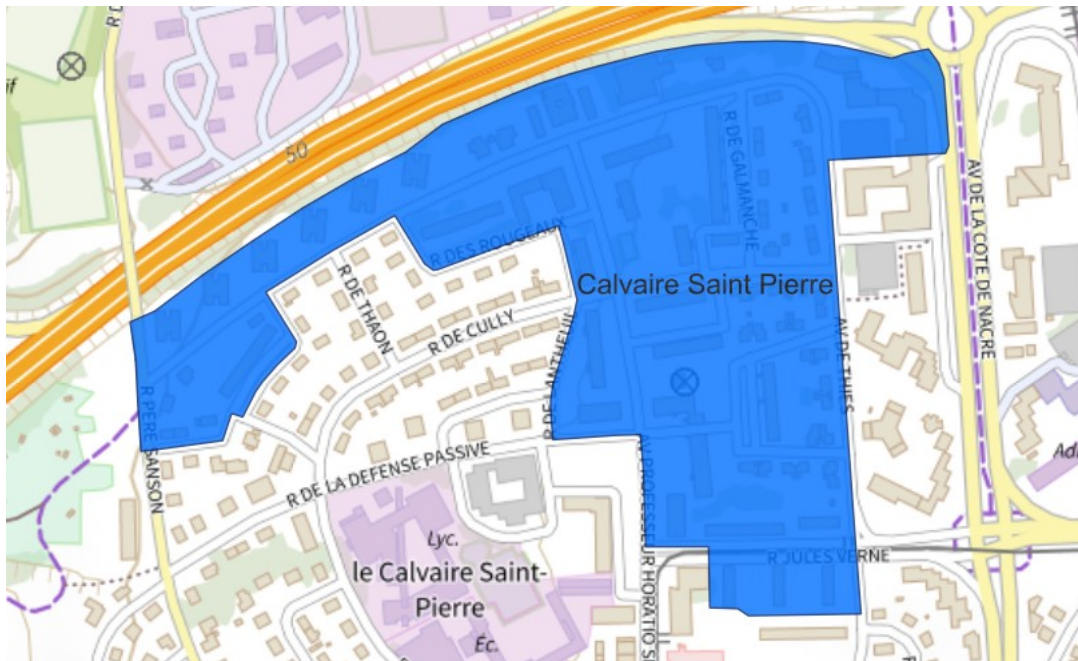 R D
if
50
R DE GALMANCHE
AV DE LA COTE DE NACRE
R DES ROUGEAUX
R DE THAON
Calvaire Saint Pierre
R DE CULLY
AV DE THIES
R PERE SANSON
AV PROFESSEUR HORATIO S
R DE LA DEFENSE PASSIVE
Ad
Lyc.
le Calvaire Saint-
Pierre
R JULES VERNE
Éc.